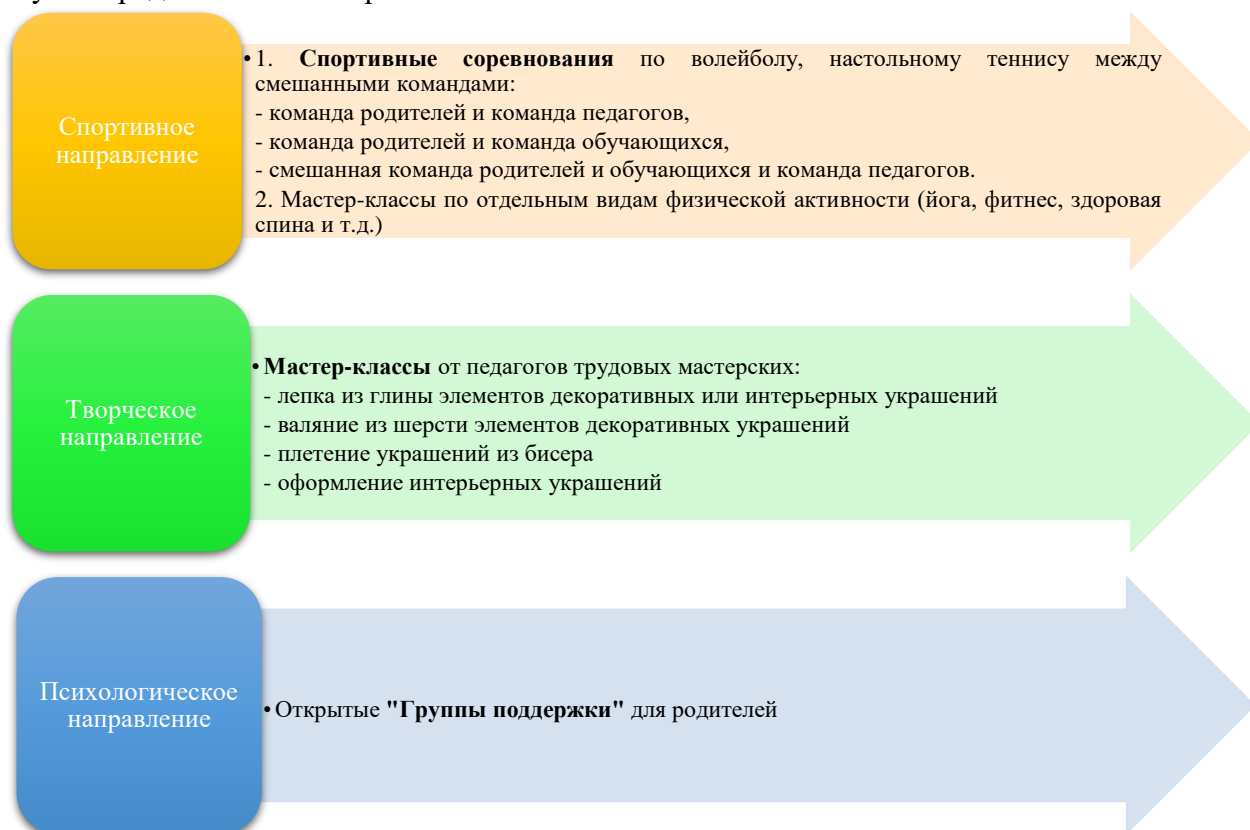 Спортивное
направление
•1. Спортивные соревнования по волейболу, настольному теннису между
смешанными командами:
- команда родителей и команда педагогов,
- команда родителей и команда обучающихся,
- смешанная команда родителей и обучающихся и команда педагогов.
2. Мастер-классы по отдельным видам физической активности (йога, фитнес, здоровая
спина и т.д.)
Творческое
направление
•Мастер-классы от педагогов трудовых мастерских:
- лепка из глины элементов декоративных или интерьерных украшений
- валяние из шерсти элементов декоративных украшений
- плетение украшений из бисера
- оформление интерьерных украшений
Психологическое
направление
•Открытые "Группы поддержки" для родителей